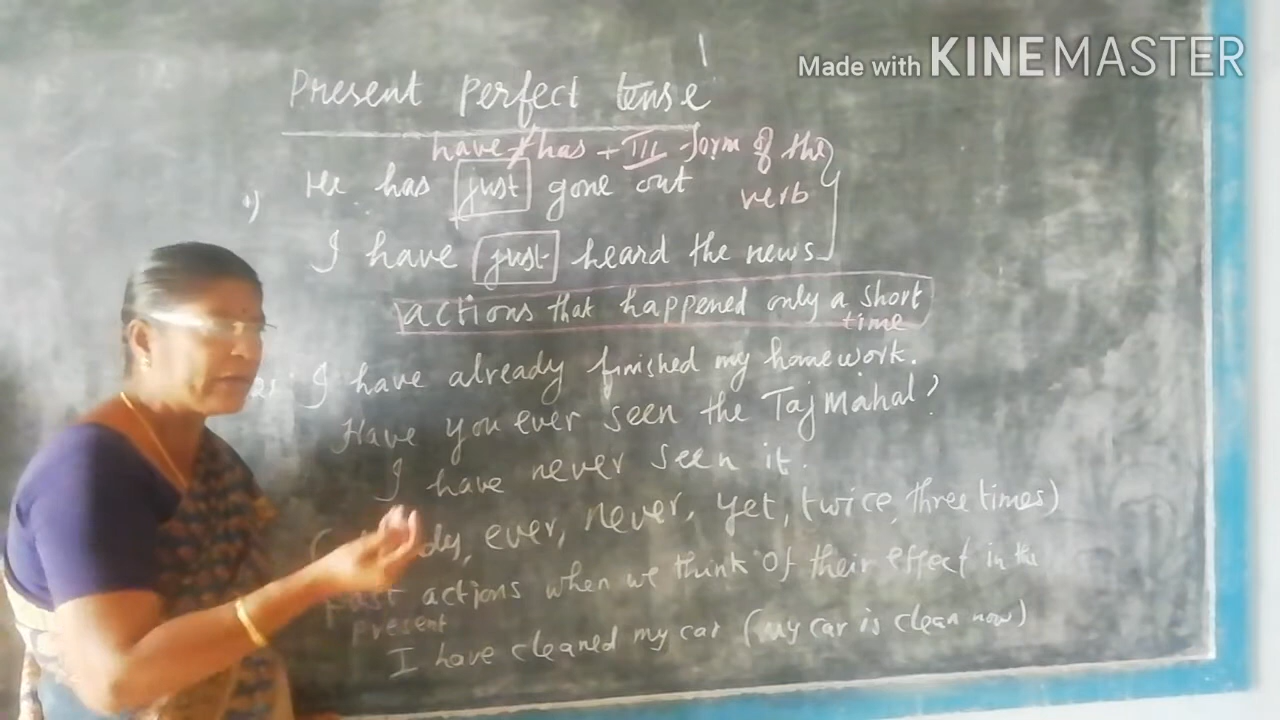 Made with KINEMASTER
Present perfect tense
have / has + III form of the
verb
1) He has just gone out
I have just heard the news
actions that happened only a short
time
I have already finished my homework.
Have you ever seen the Taj Mahal?
I have never seen it.
ever, never, yet, twice, three times)
past actions when we think of their effect in the
present
I have cleaned my car (my car is clean now)